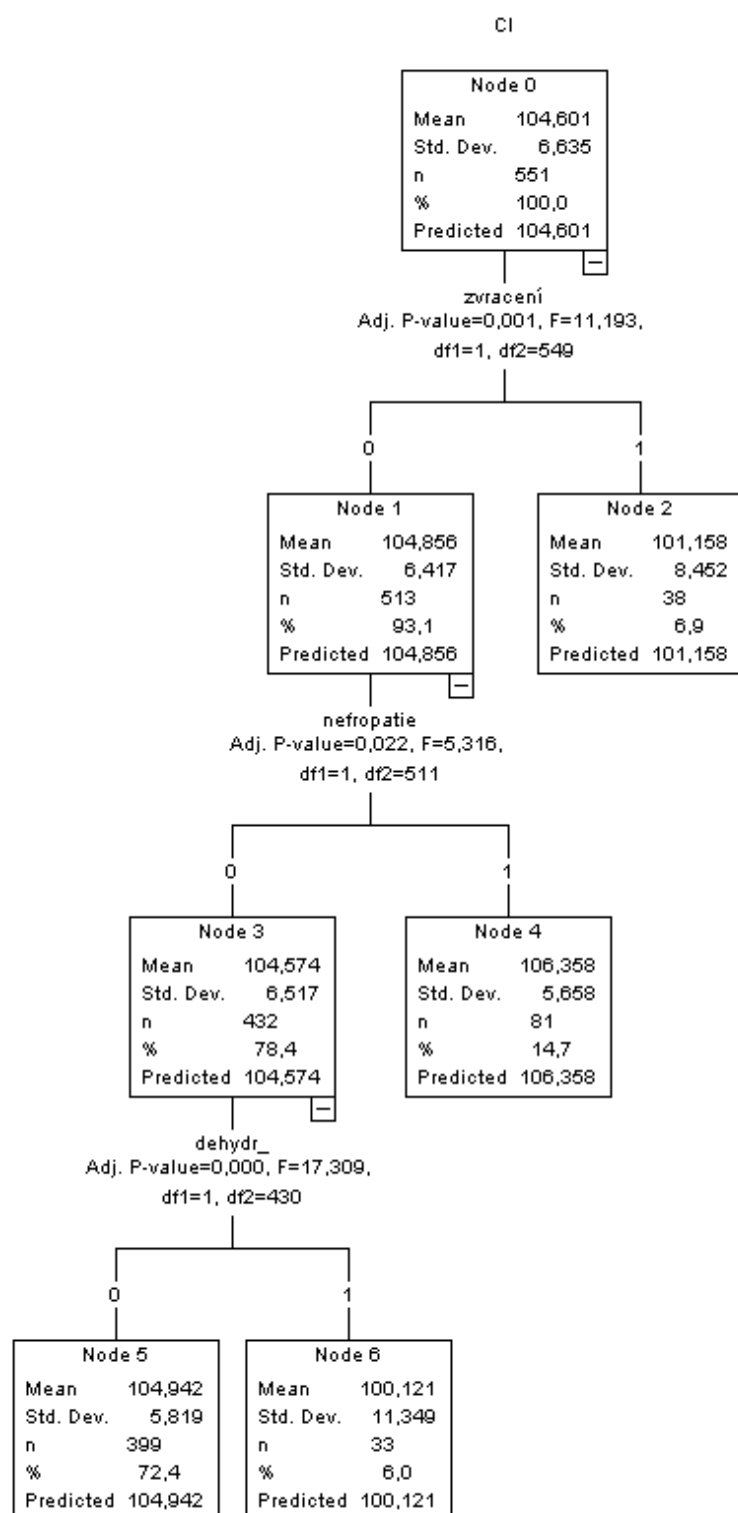 Cl
Node 0
Mean 104,601
Std. Dev. 6,635
n 551
% 100,0
Predicted 104,601
zvracení
Adj. P-value=0,001, F=11,193,
df1=1, df2=549
0
1
Node 1
Mean 104,856
Std. Dev. 6,417
n 513
% 93,1
Predicted 104,856
Node 2
Mean 101,158
Std. Dev. 8,452
n 38
% 6,9
Predicted 101,158
nefropatie
Adj. P-value=0,022, F=5,316,
df1=1, df2=511
0
1
Node 3
Mean 104,574
Std. Dev. 6,517
n 432
% 78,4
Predicted 104,574
Node 4
Mean 106,358
Std. Dev. 5,658
n 81
% 14,7
Predicted 106,358
dehydr_
Adj. P-value=0,000, F=17,309,
df1=1, df2=430
0
1
Node 5
Mean 104,942
Std. Dev. 5,819
n 399
% 72,4
Predicted 104,942
Node 6
Mean 100,121
Std. Dev. 11,349
n 33
% 6,0
Predicted 100,121